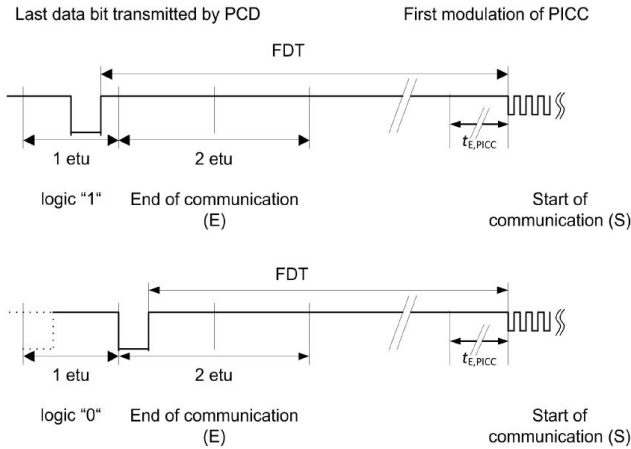 Last data bit transmitted by PCD First modulation of PICC
FDT
tE,PICC
1 etu 2 etu
logic “1“ End of communication (E) Start of communication (S)
FDT
tE,PICC
1 etu 2 etu
logic “0“ End of communication (E) Start of communication (S)